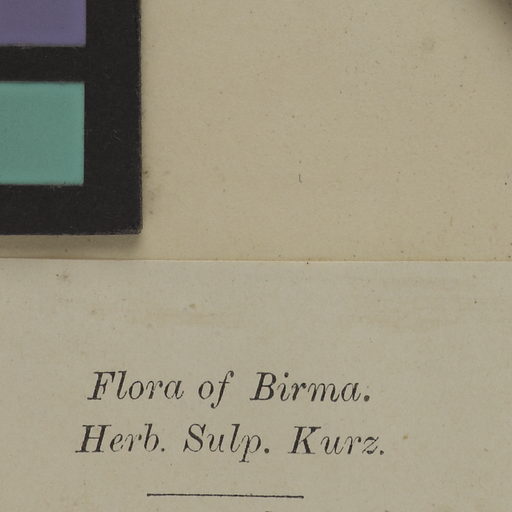 Flora of Birma.
Herb. Sulp. Kurz.